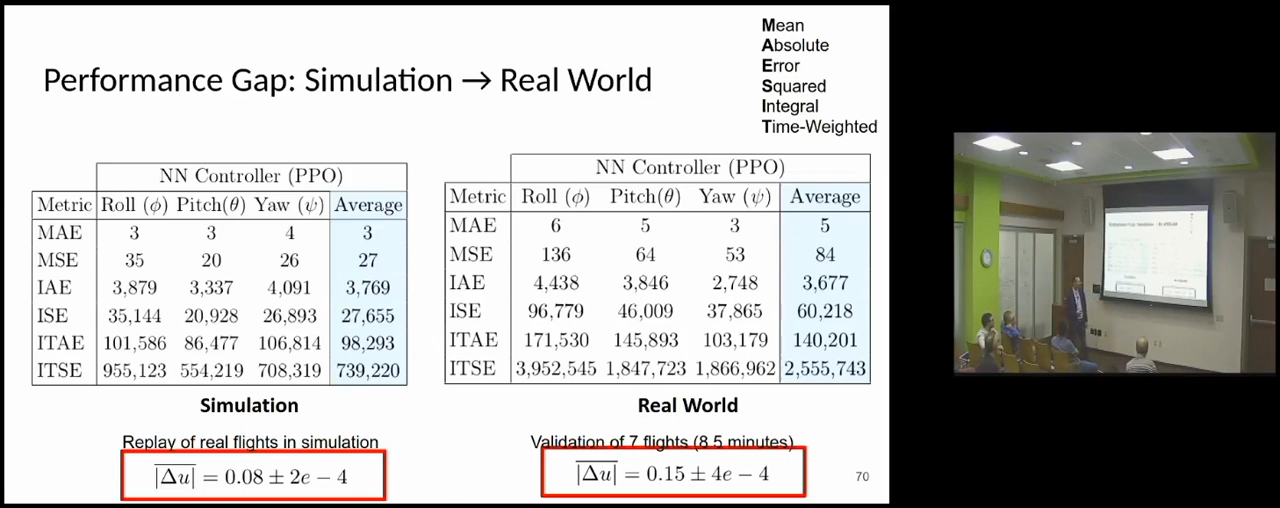 Mean
Absolute
Error
Squared
Integral
Time-Weighted
Performance Gap: Simulation → Real World
NN Controller (PPO)
Metric Roll (ϕ) Pitch(θ) Yaw (ψ) Average
MAE 3 3 4 3
MSE 35 20 26 27
IAE 3,879 3,337 4,091 3,769
ISE 35,144 20,928 26,893 27,655
ITAE 101,586 86,477 106,814 98,293
ITSE 955,123 554,219 708,319 739,220
Simulation
Replay of real flights in simulation
|Δu| = 0.08 ± 2e − 4
NN Controller (PPO)
Metric Roll (ϕ) Pitch(θ) Yaw (ψ) Average
MAE 6 5 3 5
MSE 136 64 53 84
IAE 4,438 3,846 2,748 3,677
ISE 96,779 46,009 37,865 60,218
ITAE 171,530 145,893 103,179 140,201
ITSE 3,952,545 1,847,723 1,866,962 2,555,743
Real World
Validation of 7 flights (8.5 minutes)
|Δu| = 0.15 ± 4e − 4
70